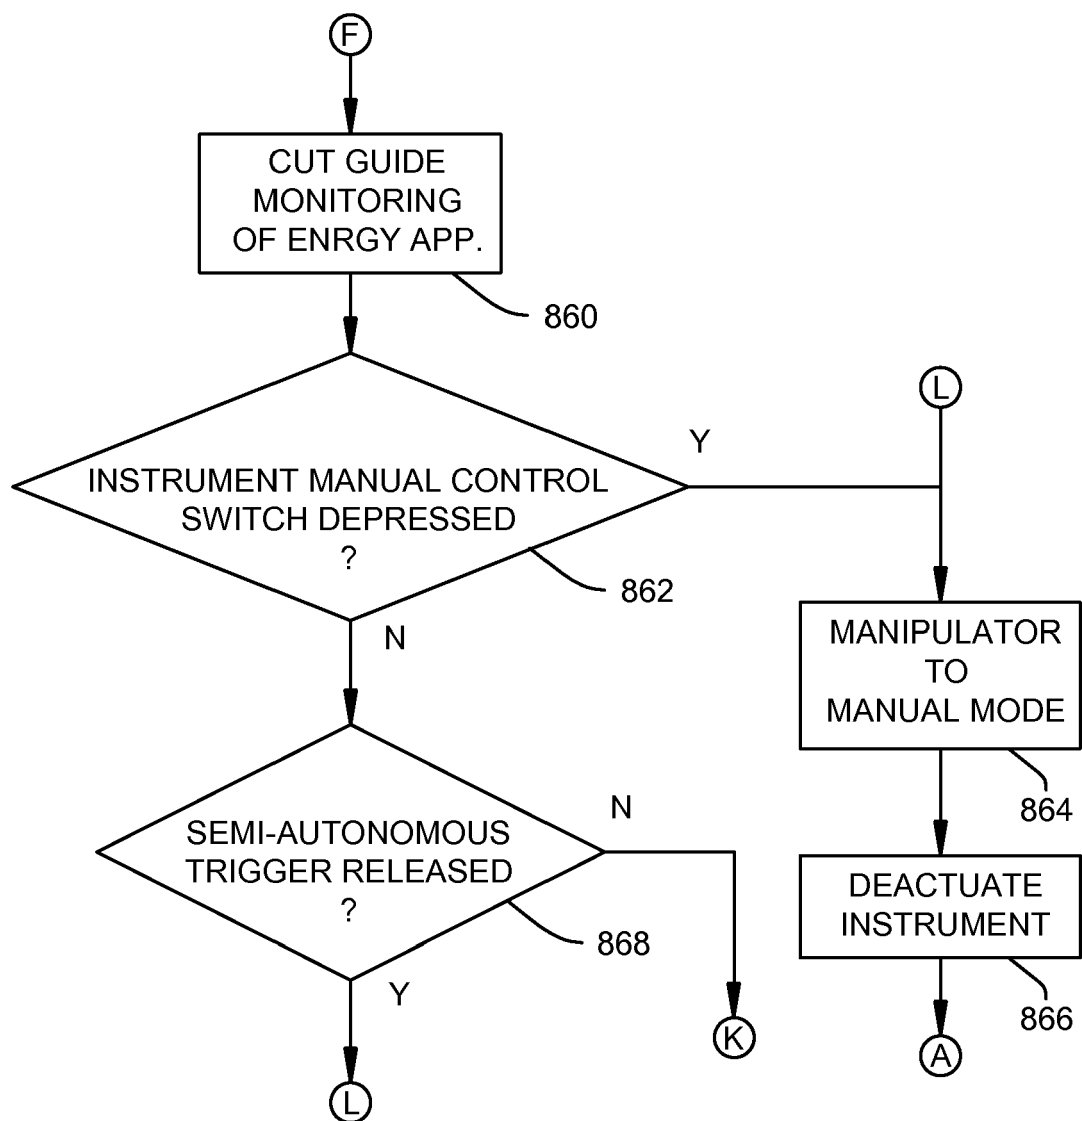 F
CUT GUIDE
MONITORING
OF ENRGY APP.
860
L
Y
INSTRUMENT MANUAL CONTROL
SWITCH DEPRESSED
?
862
N
MANIPULATOR
TO
MANUAL MODE
864
N
SEMI-AUTONOMOUS
TRIGGER RELEASED
?
868
Y
DEACTUATE
INSTRUMENT
866
K
A
L